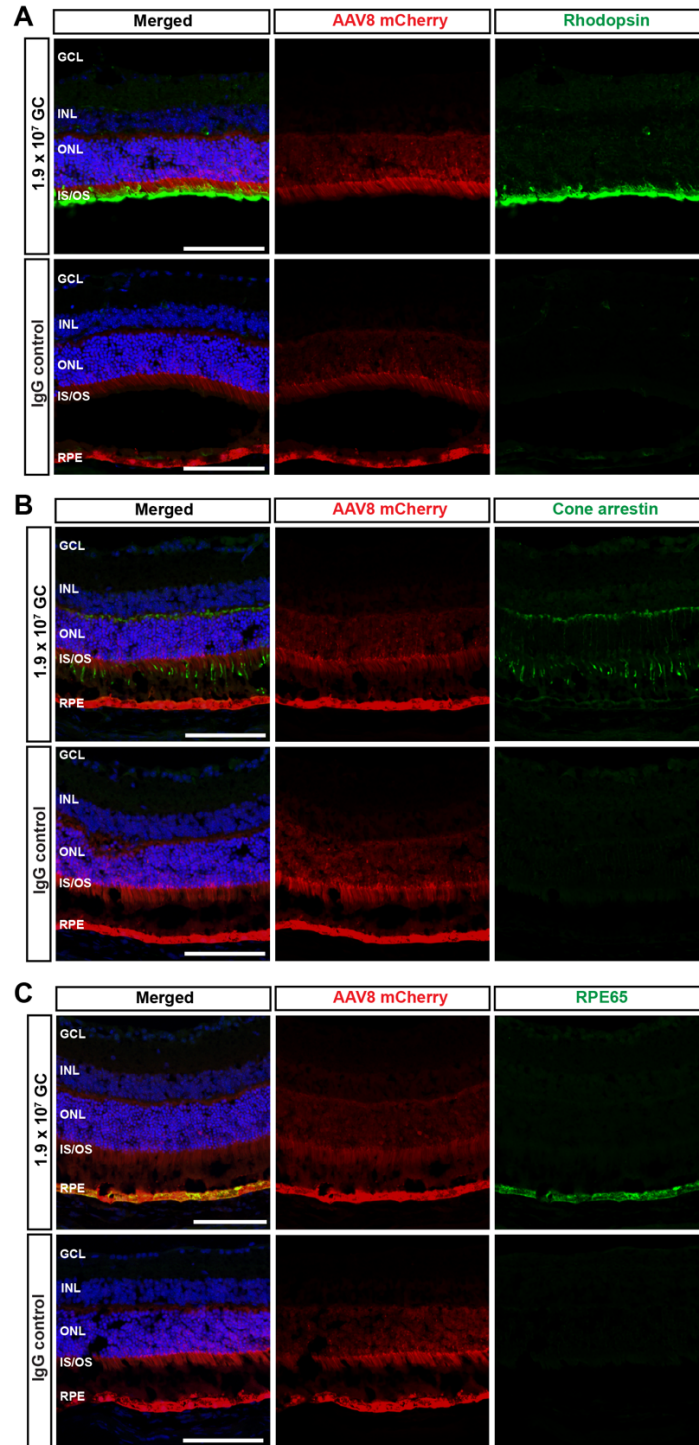 A
Merged
AAV8 mCherry
Rhodopsin
1.9 x 10⁷ GC
GCL
INL
ONL
IS/OS
IgG control
GCL
INL
ONL
IS/OS
RPE
B
Merged
AAV8 mCherry
Cone arrestin
1.9 x 10⁷ GC
GCL
INL
ONL
IS/OS
RPE
IgG control
GCL
INL
ONL
IS/OS
RPE
C
Merged
AAV8 mCherry
RPE65
1.9 x 10⁷ GC
GCL
INL
ONL
IS/OS
RPE
IgG control
GCL
INL
ONL
IS/OS
RPE